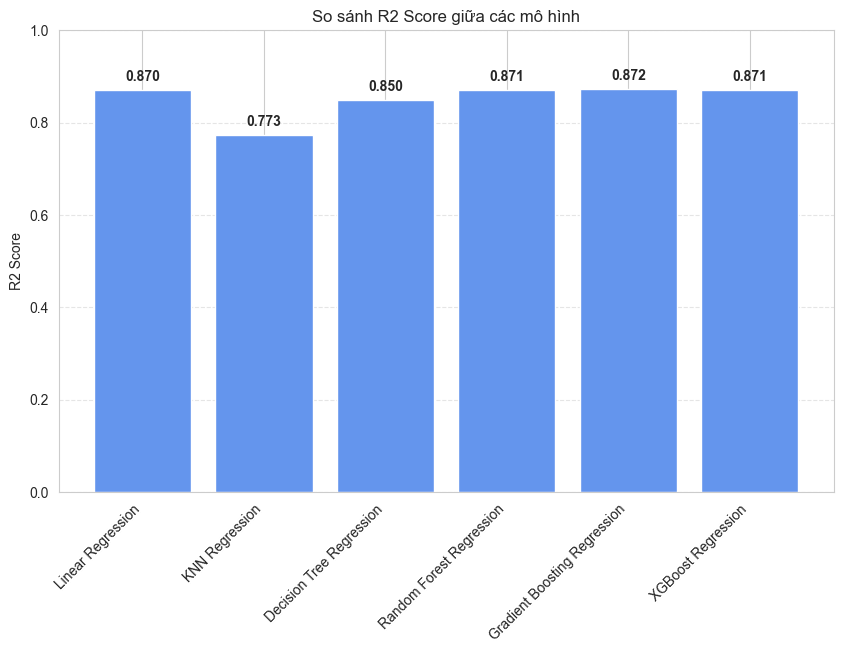 So sánh R2 Score giữa các mô hình
1.0
0.8
0.6
0.4
0.2
0.0
R2 Score
0.870
0.773
0.850
0.871
0.872
0.871
Linear Regression
KNN Regression
Decision Tree Regression
Random Forest Regression
Gradient Boosting Regression
XGBoost Regression